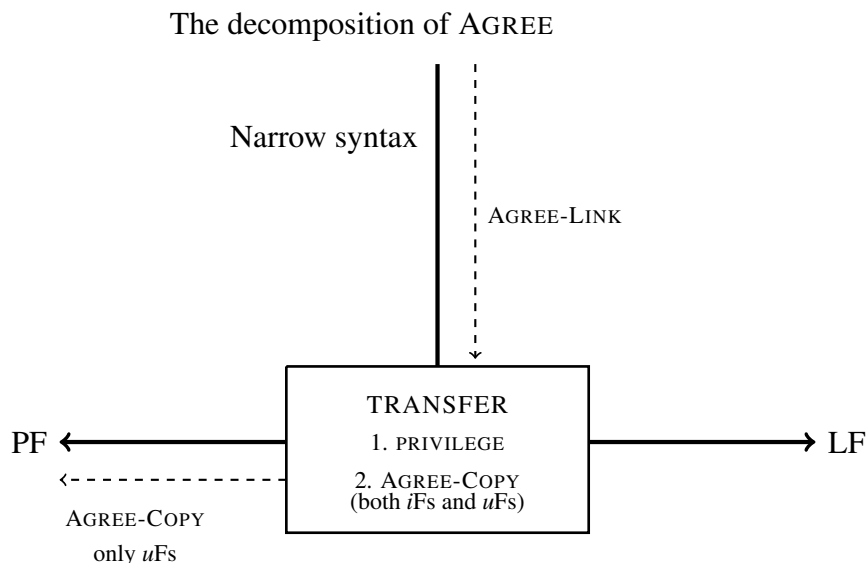 The decomposition of AGREE
Narrow syntax
AGREE-LINK
TRANSFER
PF
1. PRIVILEGE
LF
2. AGREE-COPY
(both iFs and uFs)
AGREE-COPY
only uFs